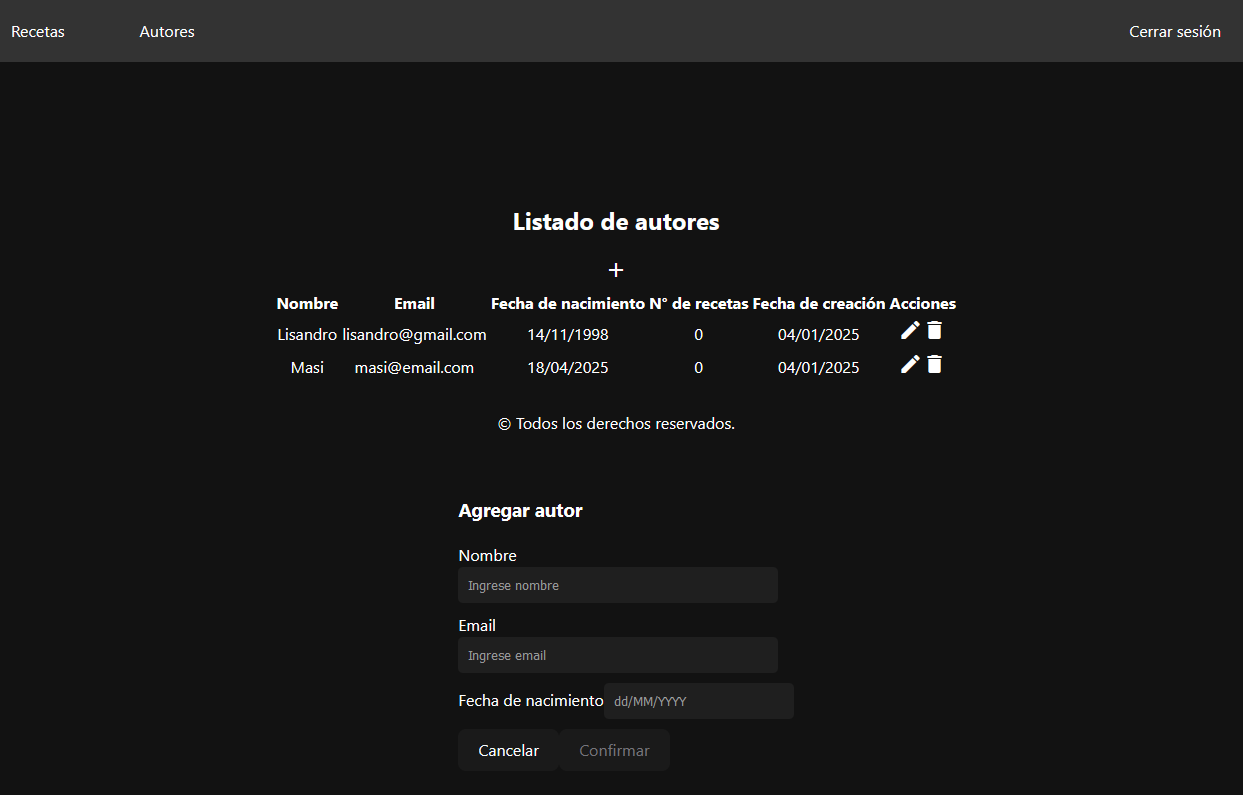 Recetas Autores Cerrar sesión
Listado de autores
+
Nombre Email Fecha de nacimiento N° de recetas Fecha de creación Acciones
Lisandro lisandro@gmail.com 14/11/1998 0 04/01/2025
Masi masi@email.com 18/04/2025 0 04/01/2025
© Todos los derechos reservados.
Agregar autor
Nombre
Ingrese nombre
Email
Ingrese email
Fecha de nacimiento dd/MM/YYYY
Cancelar Confirmar